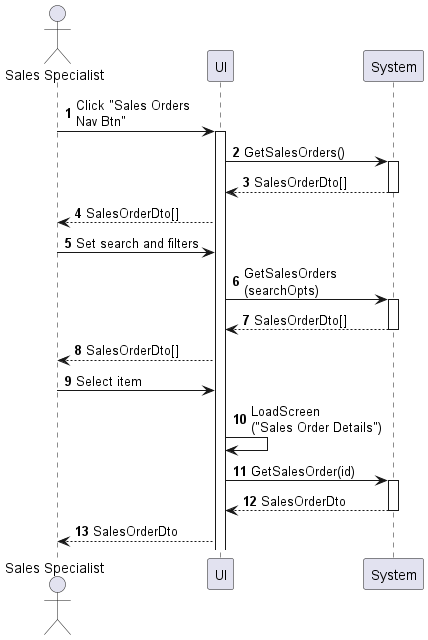 Sales Specialist
UI
System
1 Click "Sales Orders
Nav Btn"
2 GetSalesOrders()
3 SalesOrderDto[]
4 SalesOrderDto[]
5 Set search and filters
6 GetSalesOrders
(searchOpts)
7 SalesOrderDto[]
8 SalesOrderDto[]
9 Select item
10 LoadScreen
("Sales Order Details")
11 GetSalesOrder(id)
12 SalesOrderDto
13 SalesOrderDto
Sales Specialist
UI
System